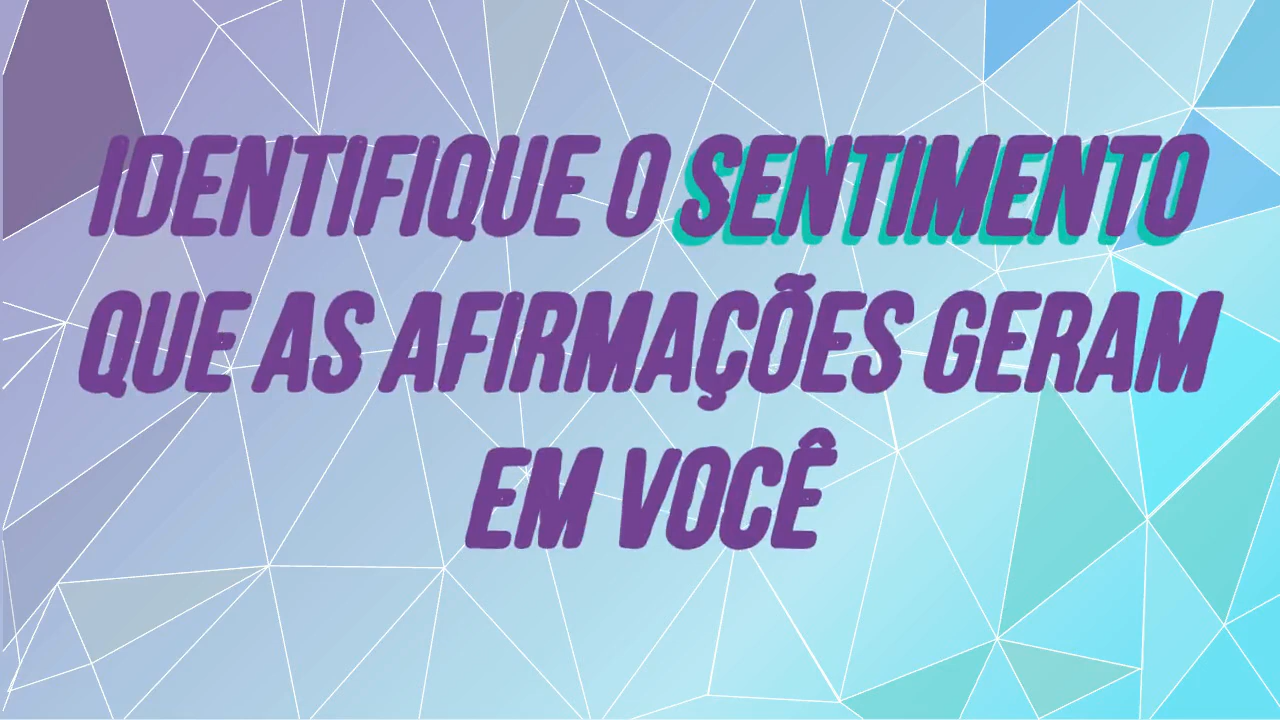 IDENTIFIQUE O SENTIMENTO
QUE AS AFIRMAÇÕES GERAM
EM VOCÊ